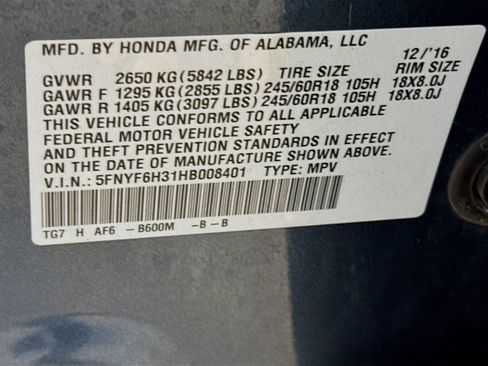 MFD. BY HONDA MFG. OF ALABAMA, LLC 12/'16
GVWR 2650 KG (5842 LBS) TIRE SIZE RIM SIZE
GAWR F 1295 KG (2855 LBS) 245/60R18 105H 18X8.0J
GAWR R 1405 KG (3097 LBS) 245/60R18 105H 18X8.0J
THIS VEHICLE CONFORMS TO ALL APPLICABLE
FEDERAL MOTOR VEHICLE SAFETY
AND THEFT PREVENTION STANDARDS IN EFFECT
ON THE DATE OF MANUFACTURE SHOWN ABOVE.
V.I.N.: 5FNYF6H31HB008401 TYPE: MPV
TG7 H AF6 -B600M -B -B